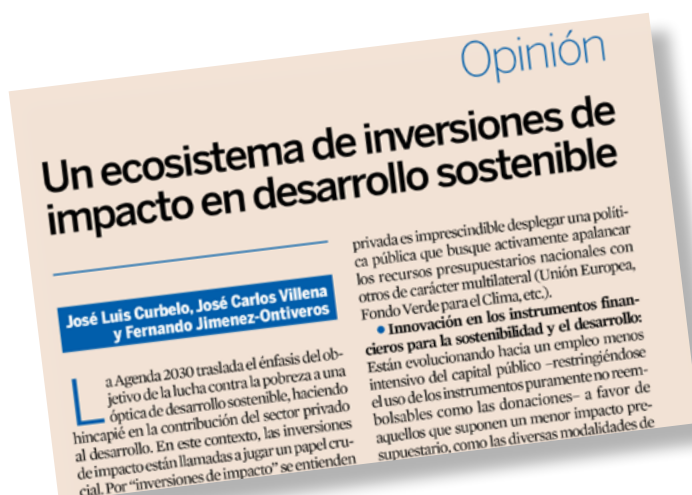 Opinión
Un ecosistema de inversiones de
impacto en desarrollo sostenible
José Luis Curbelo, José Carlos Villena
y Fernando Jimenez-Ontiveros
La Agenda 2030 traslada el énfasis del ob-
jetivo de la lucha contra la pobreza a una
óptica de desarrollo sostenible, haciendo
hincapié en la contribución del sector privado
al desarrollo. En este contexto, las inversiones
de impacto están llamadas a jugar un papel cru-
cial. Por “inversiones de impacto” se entienden
privada es imprescindible desplegar una políti-
ca pública que busque activamente apalancar
los recursos presupuestarios nacionales con
otros de carácter multilateral (Unión Europea,
Fondo Verde para el Clima, etc.).
• Innovación en los instrumentos finan-
cieros para la sostenibilidad y el desarrollo:
Están evolucionando hacia un empleo menos
intensivo del capital público –restringiéndose
el uso de los instrumentos puramente no reem-
bolsables como las donaciones– a favor de
aquellos que suponen un menor impacto pre-
supuestario, como las diversas modalidades de